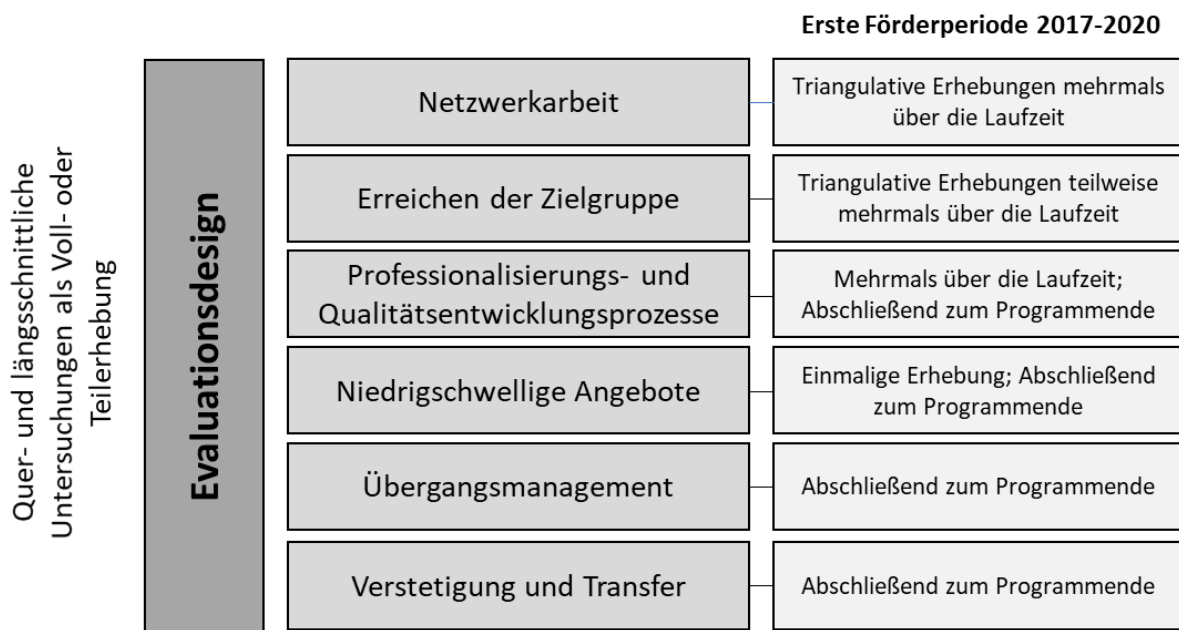 Erste Förderperiode 2017-2020
Quer- und längsschnittliche
Untersuchungen als Voll- oder
Teilerhebung
Evaluationsdesign
Netzwerkarbeit
Triangulative Erhebungen mehrmals
über die Laufzeit
Erreichen der Zielgruppe
Triangulative Erhebungen teilweise
mehrmals über die Laufzeit
Professionalisierungs- und
Qualitätsentwicklungsprozesse
Mehrmals über die Laufzeit;
Abschließend zum Programmende
Niedrigschwellige Angebote
Einmalige Erhebung; Abschließend
zum Programmende
Übergangsmanagement
Abschließend zum Programmende
Verstetigung und Transfer
Abschließend zum Programmende